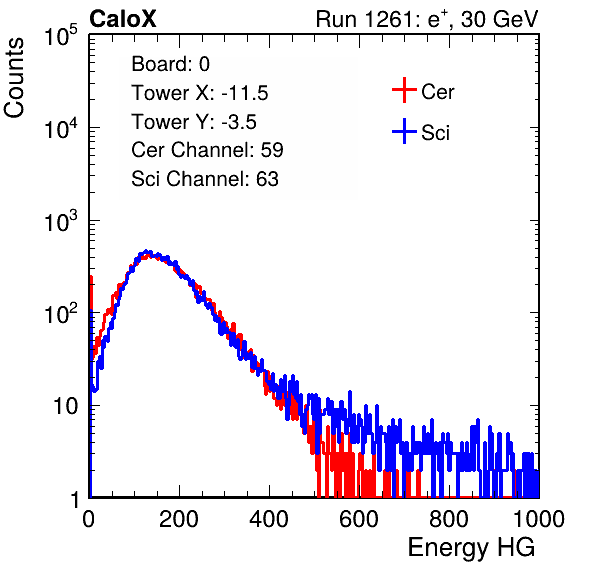 CaloX Run 1261: e⁺, 30 GeV
Counts
Board: 0
Tower X: -11.5
Tower Y: -3.5
Cer Channel: 59
Sci Channel: 63
Cer
Sci
10⁵
10⁴
10³
10²
10
1
0 200 400 600 800 1000
Energy HG